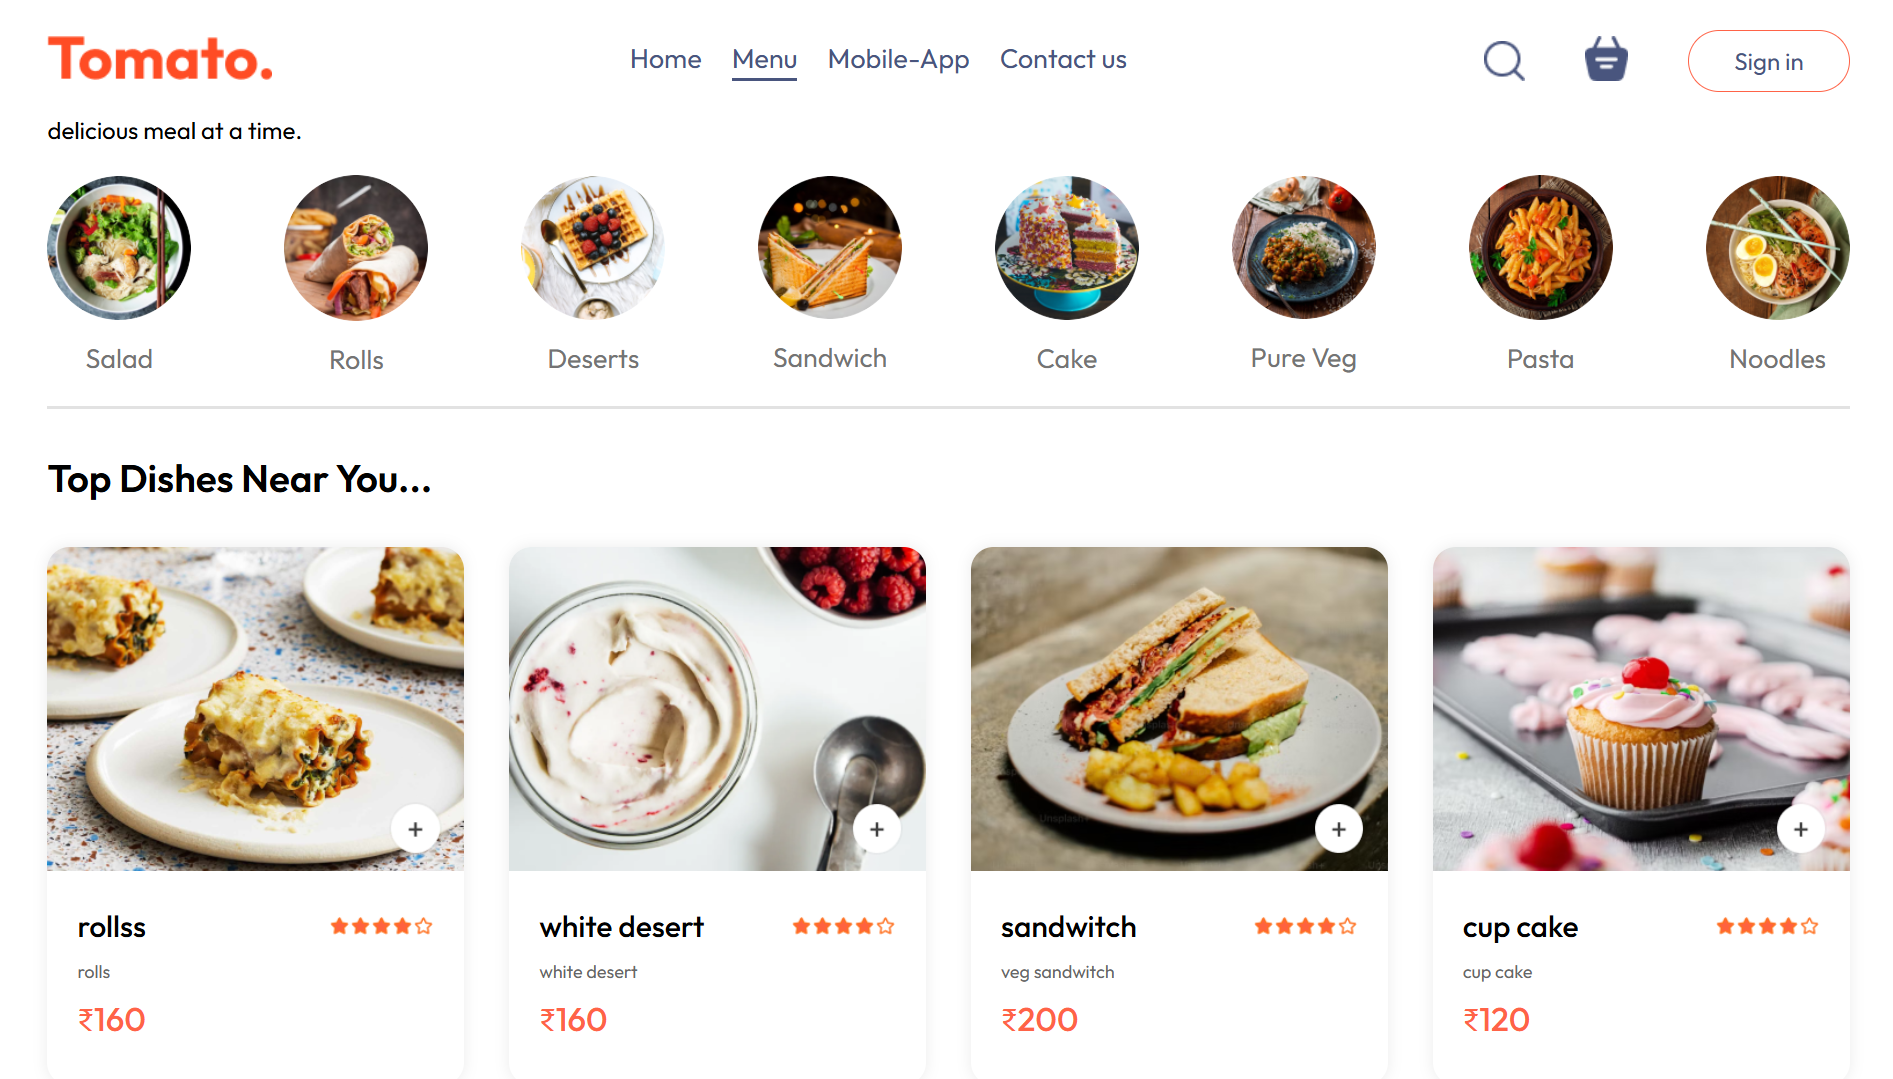 Tomato.
Home Menu Mobile-App Contact us
Sign in
delicious meal at a time.
Salad Rolls Deserts Sandwich Cake Pure Veg Pasta Noodles
Top Dishes Near You...
rollss white desert sandwitch cup cake
rolls white desert veg sandwitch cup cake
₹160 ₹160 ₹200 ₹120